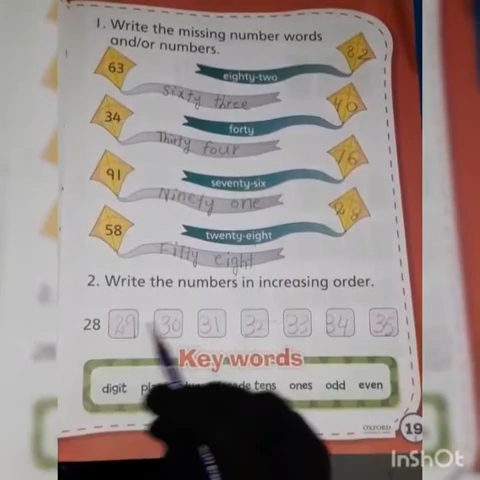 1. Write the missing number words
and/or numbers.
63
eighty-two
82
Sixty three
34
forty
40
Thirty four
91
seventy-six
76
Ninety one
58
twenty-eight
28
Fifty eight
2. Write the numbers in increasing order.
28 29 30 31 32 33 34 35
Key words
digit tens ones odd even
OXFORD
19
InShOt